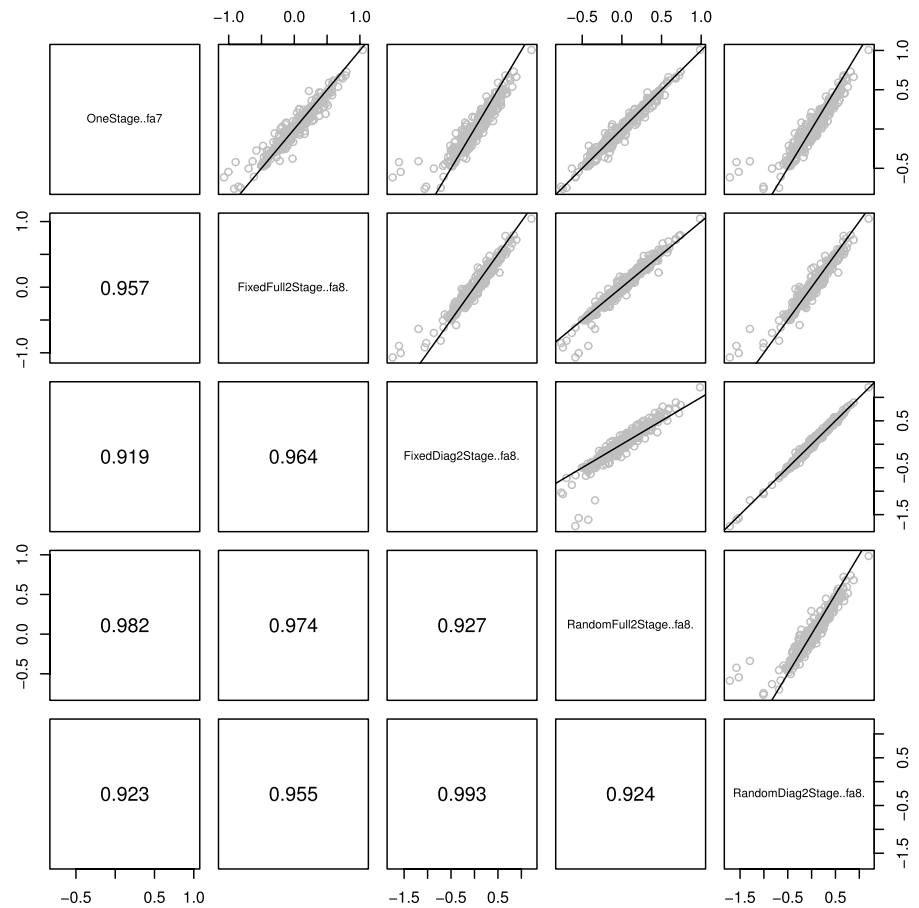 −1.0 0.0 1.0 −0.5 0.0 0.5 1.0
OneStage..fa7
−0.5 0.5 1.0
−1.0 0.0 1.0
0.957
FixedFull2Stage..fa8.
0.919
0.964
FixedDiag2Stage..fa8.
−1.5 −0.5 0.5
−0.5 0.0 0.5 1.0
0.982
0.974
0.927
RandomFull2Stage..fa8.
0.923
0.955
0.993
0.924
RandomDiag2Stage..fa8.
−1.5 −0.5 0.5
−0.5 0.5 1.0 −1.5 −0.5 0.5 −1.5 −0.5 0.5